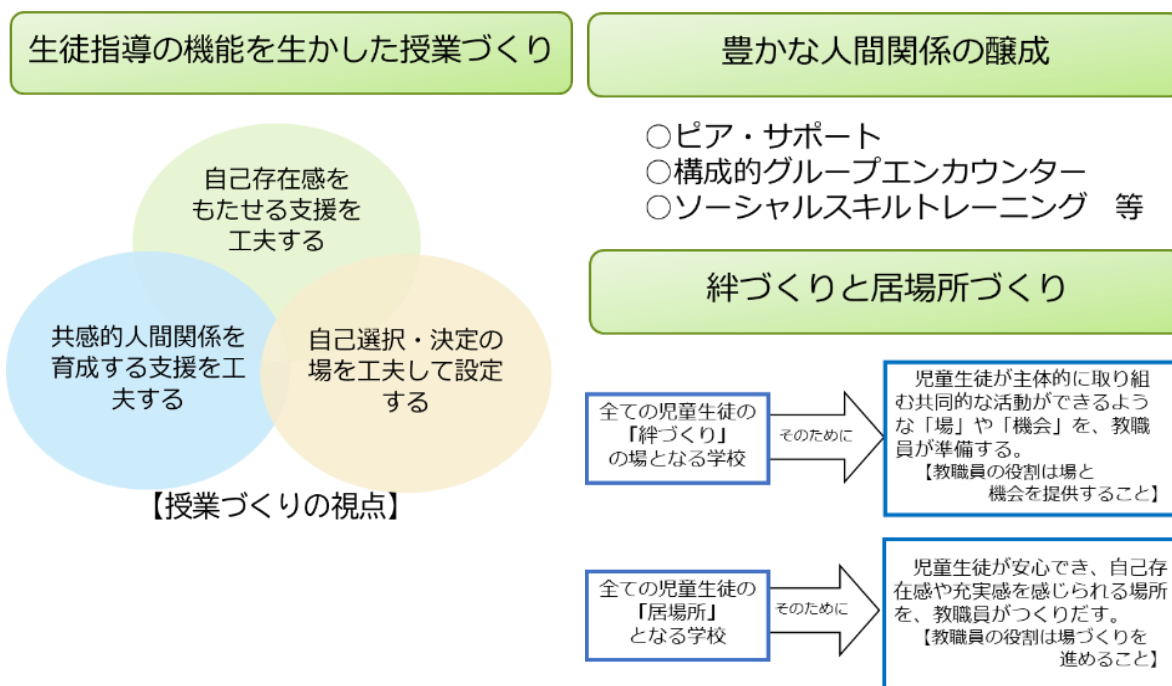 生徒指導の機能を生かした授業づくり
自己存在感を
もたせる支援を
工夫する
共感的人間関係を
育成する支援を工
夫する
自己選択・決定の
場を工夫して設定
する
【授業づくりの視点】
豊かな人間関係の醸成
○ピア・サポート
○構成的グループエンカウンター
○ソーシャルスキルトレーニング　等
絆づくりと居場所づくり
全ての児童生徒の
「絆づくり」
の場となる学校
そのために
児童生徒が主体的に取り組
む共同的な活動ができるよう
な「場」や「機会」を、教職
員が準備する。
【教職員の役割は場と
機会を提供すること】
全ての児童生徒の
「居場所」
となる学校
そのために
児童生徒が安心でき、自己存
在感や充実感を感じられる場所
を、教職員がつくりだす。
【教職員の役割は場づくりを
進めること】